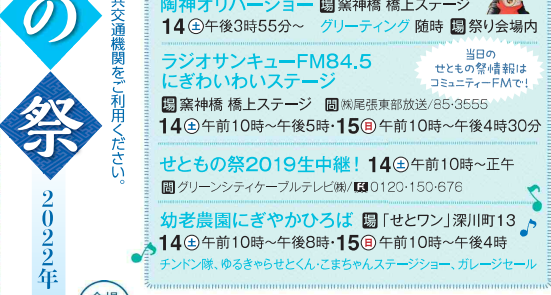 陶神オリバーショー 場 窯神橋 橋上ステージ
14土午後3時55分～ グリーティング 随時 場 祭り会場内
ラジオサンキューFM84.5
にぎわいわいステージ
場 窯神橋 橋上ステージ 問 ㈱尾張東部放送/85·3555
14土午前10時～午後5時・15日午前10時～午後4時30分
当日の
せともの祭情報は
コミュニティーFMで!
せともの祭2019生中継! 14土午前10時～正午
問 グリーンシティケーブルテレビ㈱/0120·150·676
幼老農園にぎやかひろば 場 「せとワン」深川町13
14土午前10時～午後8時・15日午前10時～午後4時
チンドン隊、ゆるきゃらせとくん・こまちゃんステージショー、ガレージセール
共交通機関をご利用ください。
の祭
2022年